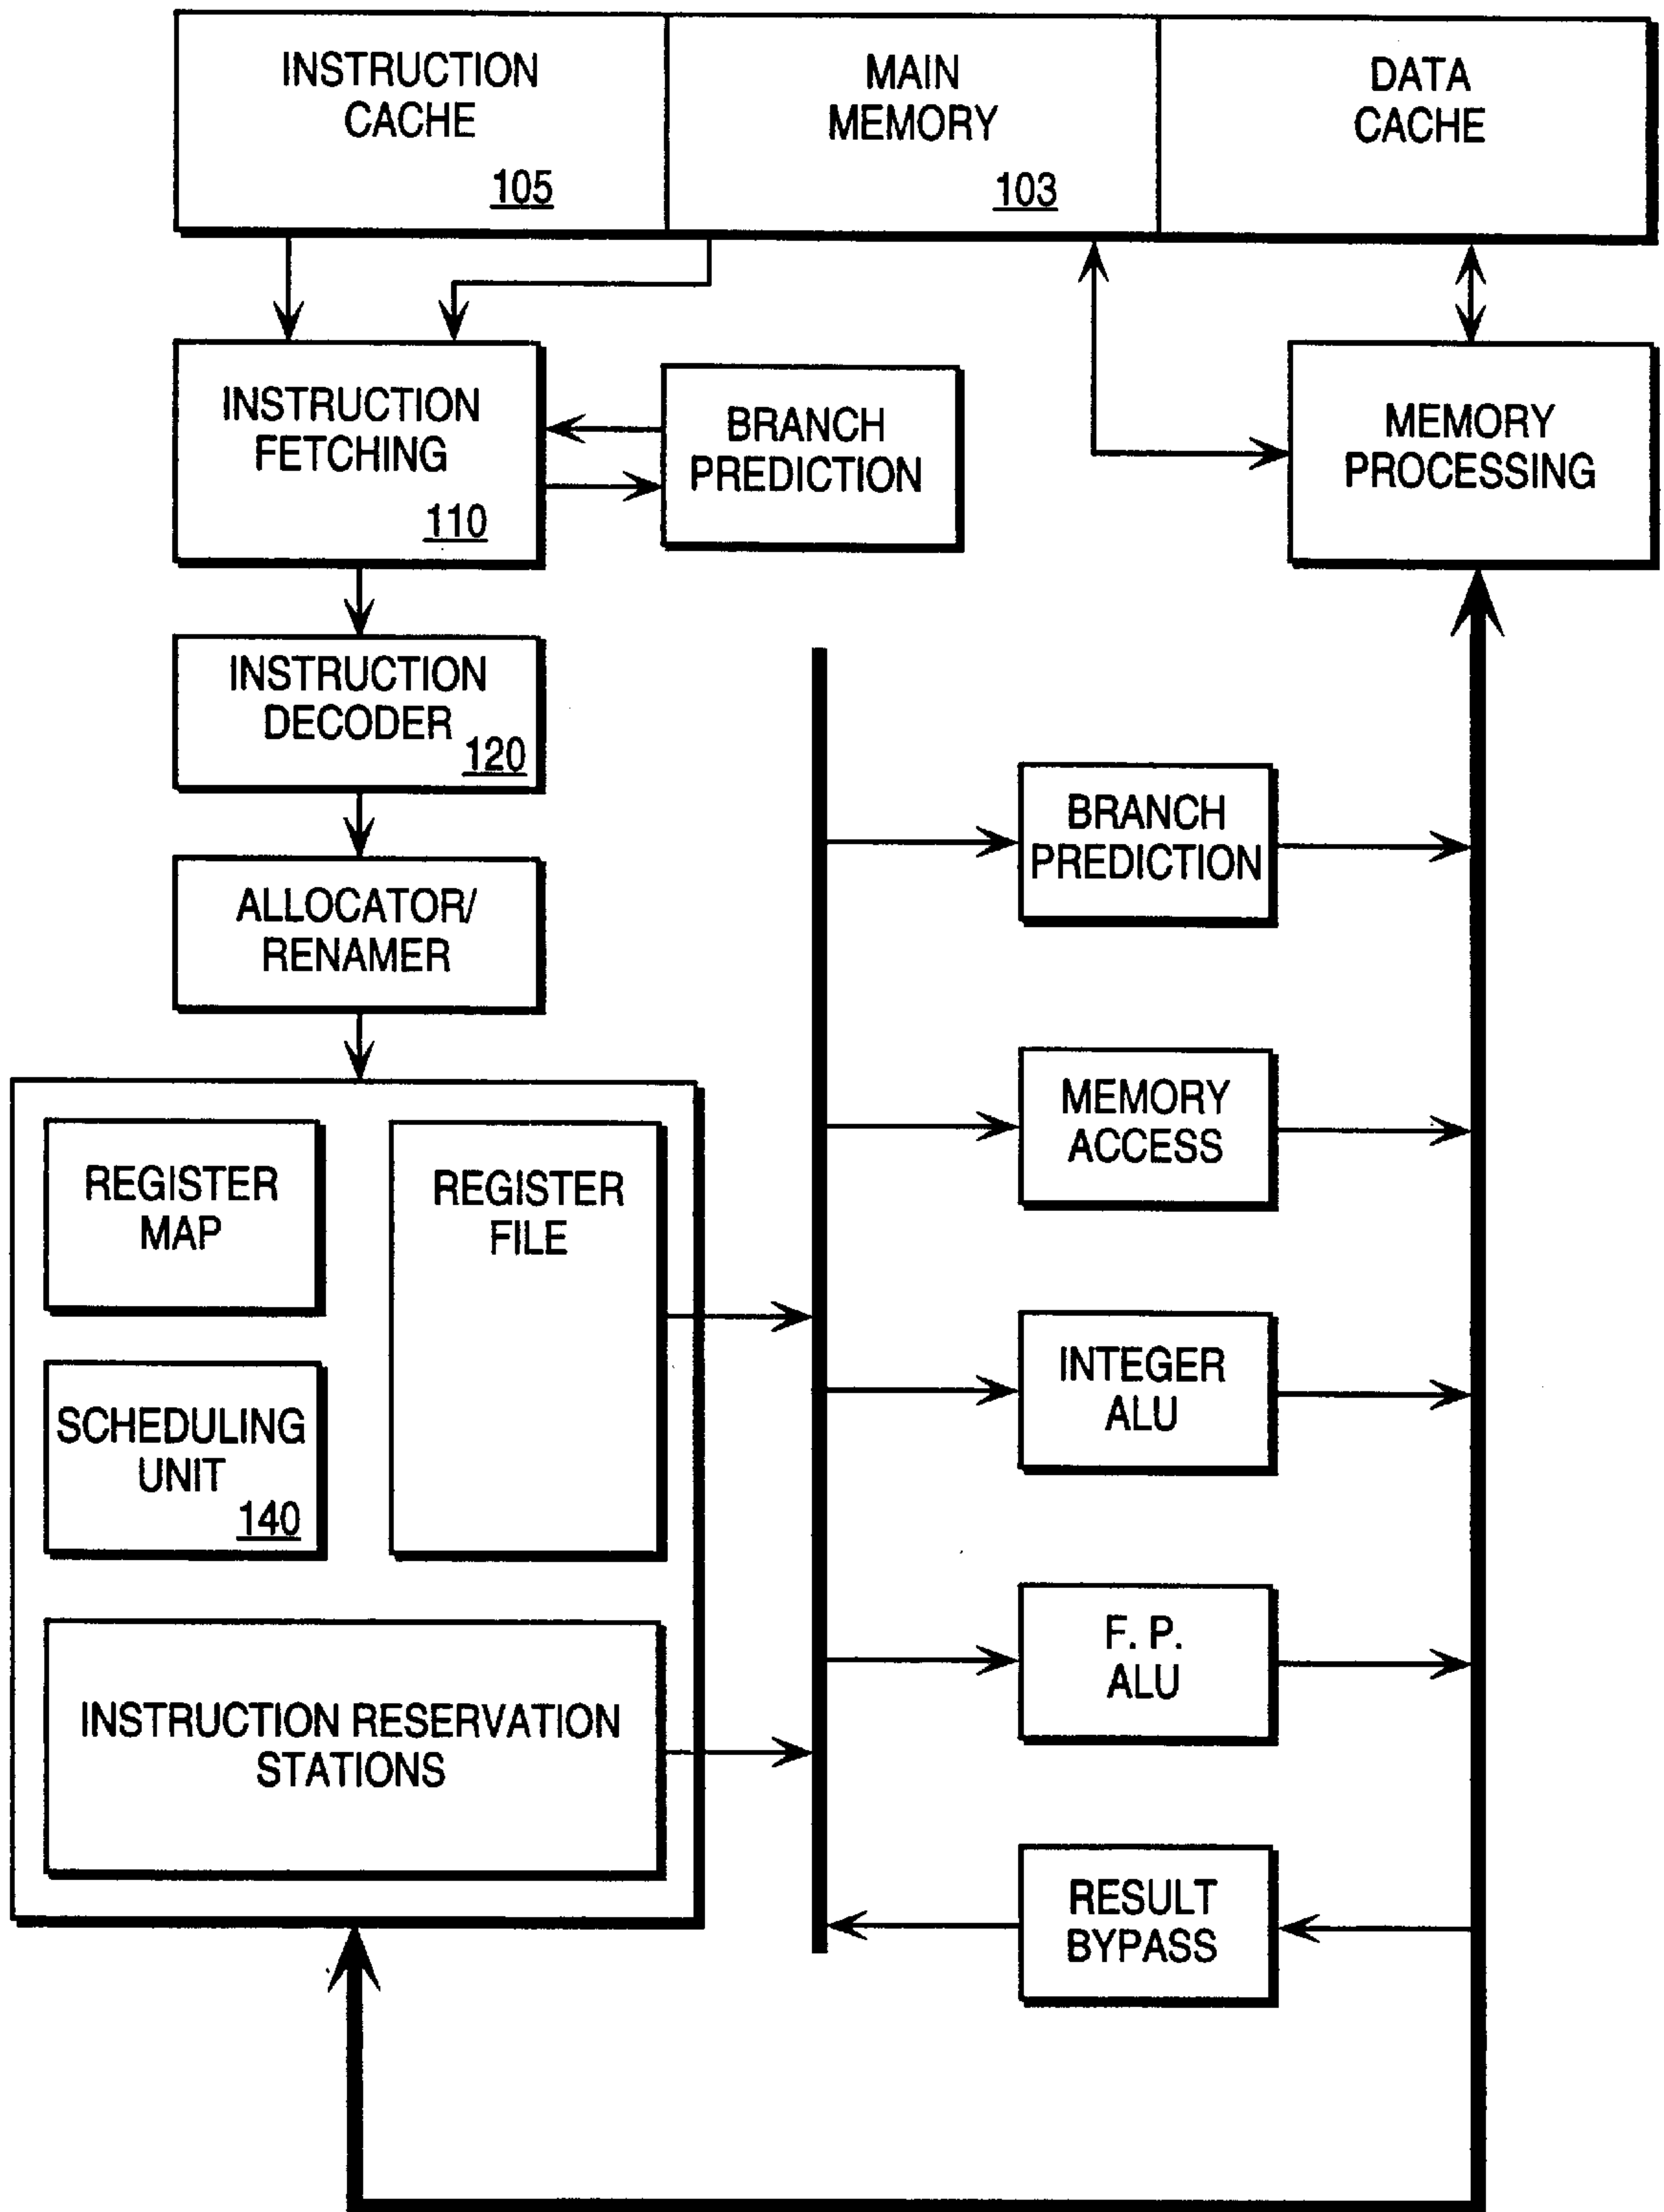 INSTRUCTION
CACHE
105
MAIN
MEMORY
103
DATA
CACHE
INSTRUCTION
FETCHING
110
BRANCH
PREDICTION
MEMORY
PROCESSING
INSTRUCTION
DECODER
120
ALLOCATOR/
RENAMER
REGISTER
MAP
REGISTER
FILE
SCHEDULING
UNIT
140
INSTRUCTION RESERVATION
STATIONS
BRANCH
PREDICTION
MEMORY
ACCESS
INTEGER
ALU
F. P.
ALU
RESULT
BYPASS